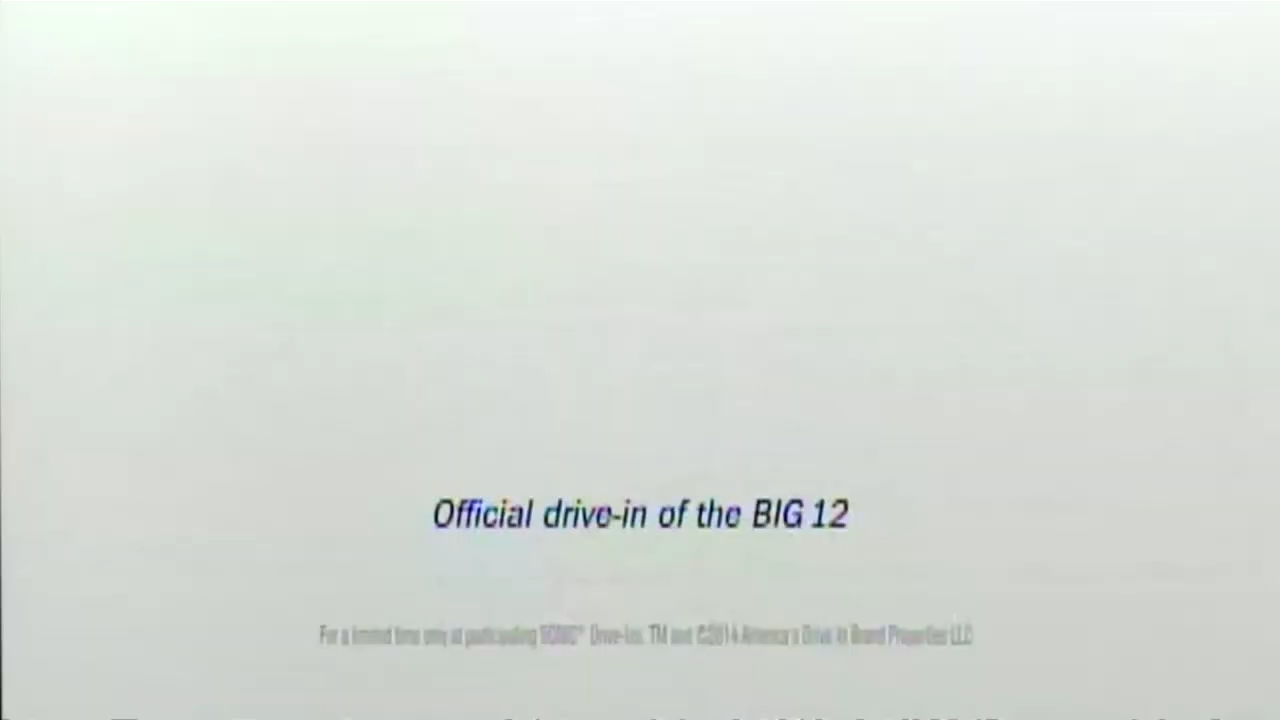 Official drive-in of the BIG 12
For a limited time only at participating SONIC® Drive-Ins. TM and ©2014 America's Drive-In Brand Properties LLC